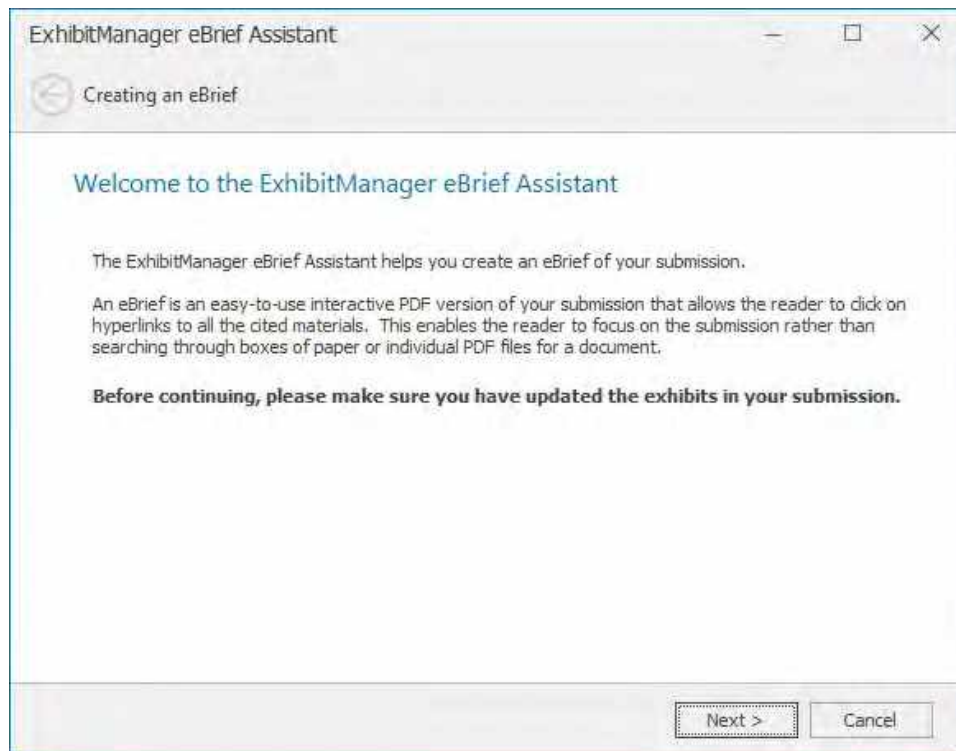 ExhibitManager eBrief Assistant
Creating an eBrief
Welcome to the ExhibitManager eBrief Assistant
The ExhibitManager eBrief Assistant helps you create an eBrief of your submission.
An eBrief is an easy-to-use interactive PDF version of your submission that allows the reader to click on
hyperlinks to all the cited materials.  This enables the reader to focus on the submission rather than
searching through boxes of paper or individual PDF files for a document.
Before continuing, please make sure you have updated the exhibits in your submission.
Next >
Cancel